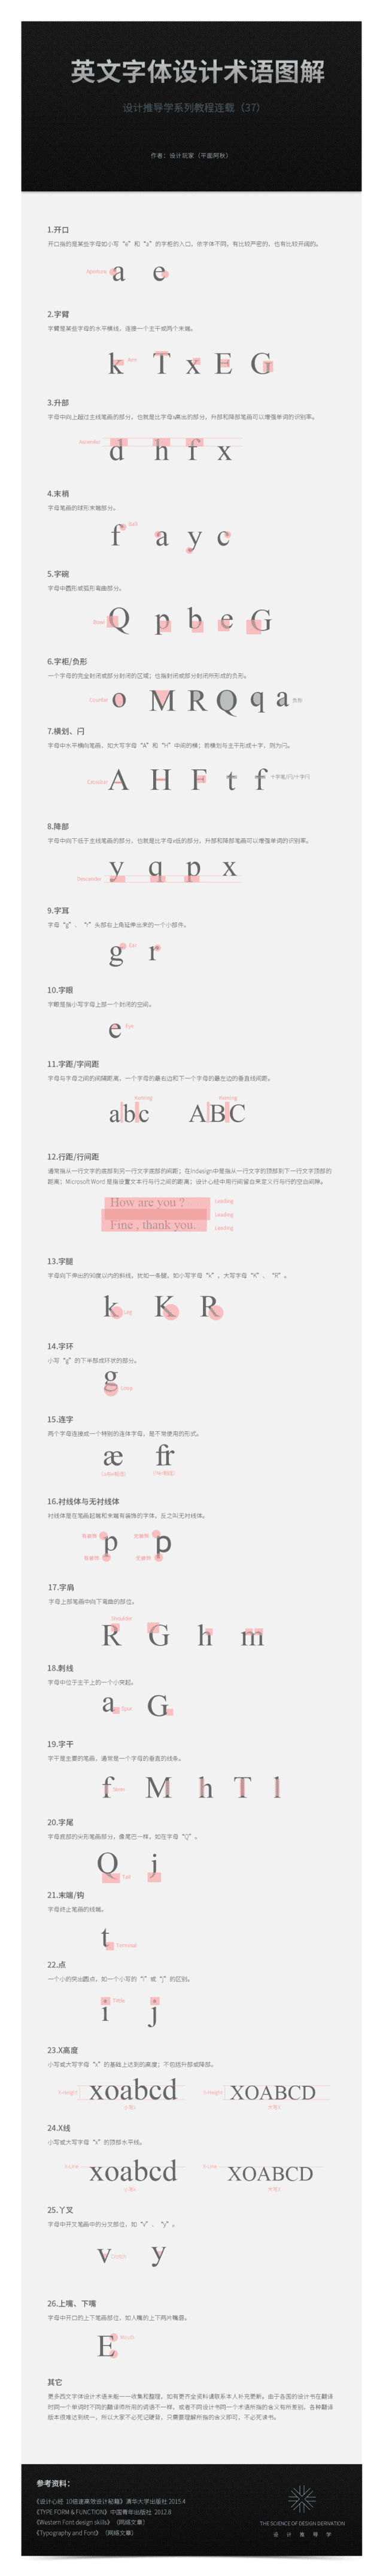 英文字体设计术语图解
设计推导学系列教程连载（37）
作者：设计玩家（平面阿秋）
1.开口
开口指的是某些字母如小写“e”和“a”的字柜的入口，依字体不同，有比较严密的，也有比较开阔的。
Aperture a e
2.字臂
字臂是某些字母的水平横线，连接一个主干或两个末端。
k Arm T x E G
3.升部
字母中向上超过主线笔画的部分，也就是比字母x高出的部分，升部和降部笔画可以增强单词的识别率。
Ascender d h f x
4.末梢
字母笔画的球形末端部分。
f Ball a y c
5.字碗
字母中圆形或弧形弯曲部分。
Bowl Q p b e G
6.字柜/负形
一个字母的完全封闭或部分封闭的区域；也指封闭或部分封闭所形成的负形。
Counter o M R Q q a 负形
7.横划、闩
字母中水平横向笔画，如大写字母“A”和“H”中间的横；若横线与主干形成十字，则为闩。
Crossbar A H F t f 十字笔/闩/十字闩
8.降部
字母中向下低于主线笔画的部分，也就是比字母x低的部分，升部和降部笔画可以增强单词的识别率。
Descender y q p x
9.字耳
字母“g”、“r”头部右上角延伸出来的一个小部件。
g Ear r
10.字眼
字眼是指小写字母上部一个封闭的空间。
e Eye
11.字距/字间距
字母与字母之间的间隔距离，一个字母的最右边和下一个字母的最左边的垂直线间距。
Kerning Kerning
abc ABC
12.行距/行间距
通常指从一行文字的底部到另一行文字底部的间距；在Indesign中是指从一行文字的顶部到下一行文字顶部的
距离；Microsoft Word 是指设置文本行与行之间的距离；设计心经中用行间留白来定义行与行的空白间隙。
How are you ? Leading
Leading
Fine , thank you. Leading
13.字腿
字母向下伸出的90度以内的斜线，犹如一条腿。如小写字母“k”，大写字母“K”、“R”。
k Leg K R
14.字环
小写“g”的下半部成环状的部分。
g Loop
15.连字
两个字母连接成一个特别的连体字母，是不常使用的形式。
æ fr
16.衬线体与无衬线体
衬线体是在笔画起端和末端有装饰的字体，反之叫无衬线体。
有装饰 p 无装饰 p
有装饰 无装饰
17.字肩
字母上部笔画中向下弯曲的部位。
Shoulder
R G h m
18.刺线
字母中位于主干上的一个小突起。
a Spur G
19.字干
字干是主要的笔画，通常是一个字母的垂直的线条。
f Stem M h T l
20.字尾
字母底部的尖形笔画部分，像尾巴一样，如在字母“Q”。
Q Tail j
21.末端/钩
字母终止笔画的线端。
t Terminal
22.点
一个小的突出圆点，如一个小写的“i”或“j”的区别。
i Tittle j
23.X高度
小写或大写字母“x”的基础上达到的高度；不包括升部或降部。
X-Height xoabcd X-Height XOABCD
小写x 大写X
24.X线
小写或大写字母“x”的顶部水平线。
X-Line xoabcd X-Line XOABCD
小写x 大写X
25.丫叉
字母中开叉笔画中的分叉部位，如“v”、“y”。
v Crotch y
26.上嘴、下嘴
字母中开口的上下笔画部位，如人嘴的上下两片嘴唇。
E Mouth
其它
更多西文字体设计术语未能一一收集和整理，如有更齐全资料请联系本人补充更新。由于各国的设计书在翻译
时同一个单词时不同的翻译师所用的词语不一样，或者不同设计书同一个术语所指的含义有所差别，各种翻译
版本很难达到统一，所以大家不必死记硬背，只需要理解所指的含义即可，不必死读书。
参考资料：
《设计心经 10倍速高效设计秘籍》清华大学出版社 2015.4
《TYPE FORM & FUNCTION》中国青年出版社 2012.8
《Western Font design skills》（网络文章）
《Typography and Font》（网络文章）
THE SCIENCE OF DESIGN DERIVATION
设 计 推 导 学